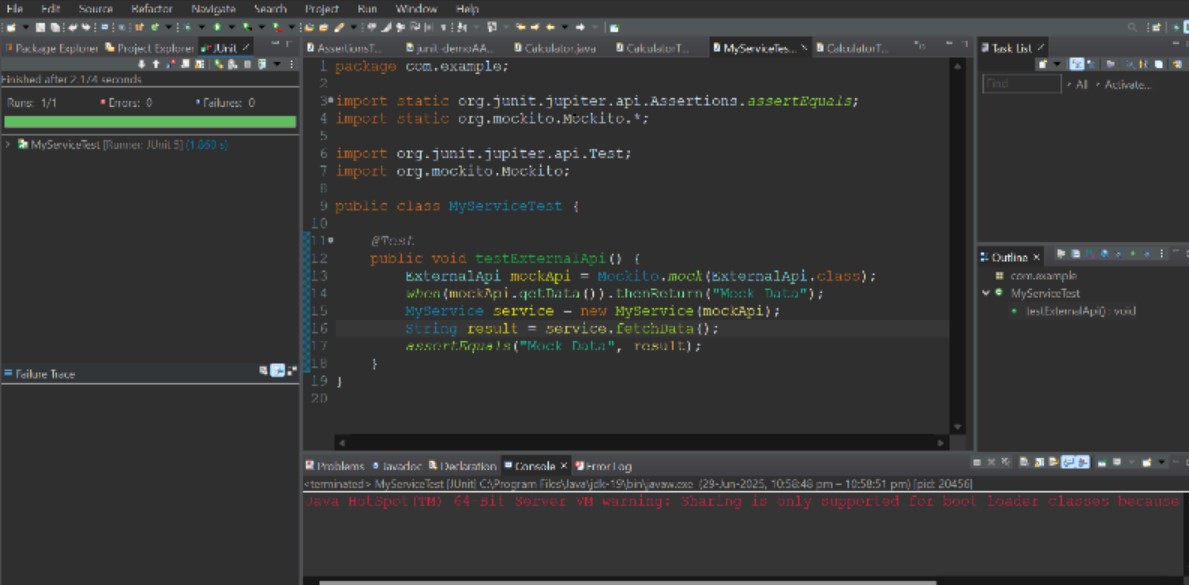 File Edit Source Refactor Navigate Search Project Run Window Help
Package Explorer Project Explorer JUnit
Finished after 2.174 seconds
Runs: 1/1 Errors: 0 Failures: 0
MyServiceTest [Runner: JUnit 5] (1.860 s)
Failure Trace
AssertionsT... junit-demoAA... Calculator.java CalculatorT... MyServiceTes... CalculatorT...
1 package com.example;
2
3 import static org.junit.jupiter.api.Assertions.assertEquals;
4 import static org.mockito.Mockito.*;
5
6 import org.junit.jupiter.api.Test;
7 import org.mockito.Mockito;
8
9 public class MyServiceTest {
10
11 @Test
12 public void testExternalApi() {
13 ExternalApi mockApi = Mockito.mock(ExternalApi.class);
14 when(mockApi.getData()).thenReturn("Mock Data");
15 MyService service = new MyService(mockApi);
16 String result = service.fetchData();
17 assertEquals("Mock Data", result);
18 }
19 }
20
Task List
Find All Activate...
Outline
com.example
MyServiceTest
testExternalApi() : void
Problems Javadoc Declaration Console Error Log
<terminated> MyServiceTest [JUnit] C:\Program Files\Java\jdk-19\bin\javaw.exe (29-Jun-2025, 10:58:48 pm – 10:58:51 pm) [pid: 20456]
Java HotSpot(TM) 64-Bit Server VM warning: Sharing is only supported for boot loader classes because